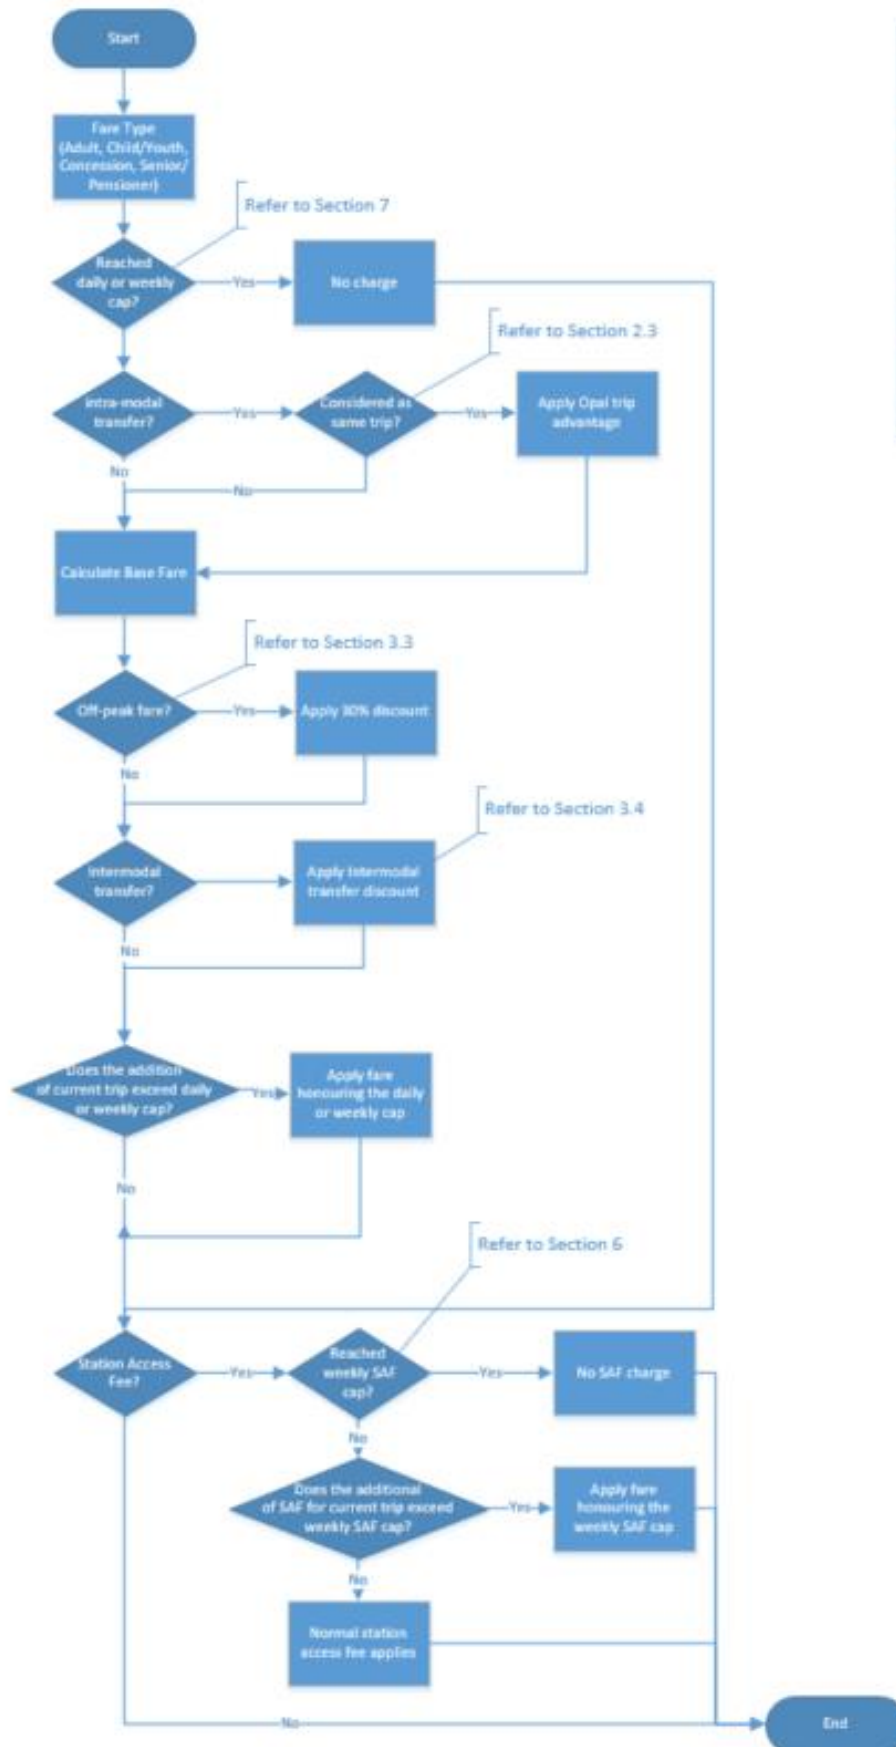 Start
Fare Type
(Adult, Child/Youth,
Concession, Senior/
Pensioner)
Refer to Section 7
Reached
daily or weekly
cap?
Yes
No charge
Refer to Section 2.3
Intra-modal
transfer?
Yes
Considered as
same trip?
Yes
Apply Opal trip
advantage
No
No
Calculate Base Fare
Refer to Section 3.3
Off-peak fare?
Yes
Apply 30% discount
No
Refer to Section 3.4
Intermodal
transfer?
Apply Intermodal
transfer discount
No
Does the addition
of current trip exceed daily
or weekly cap?
Yes
Apply fare
honouring the daily
or weekly cap
No
Refer to Section 6
Station Access
Fee?
Yes
Reached
weekly SAF
cap?
Yes
No SAF charge
No
Does the additional
of SAF for current trip exceed
weekly SAF cap?
Yes
Apply fare
honouring the
weekly SAF cap
No
Normal station
access fee applies
No
End